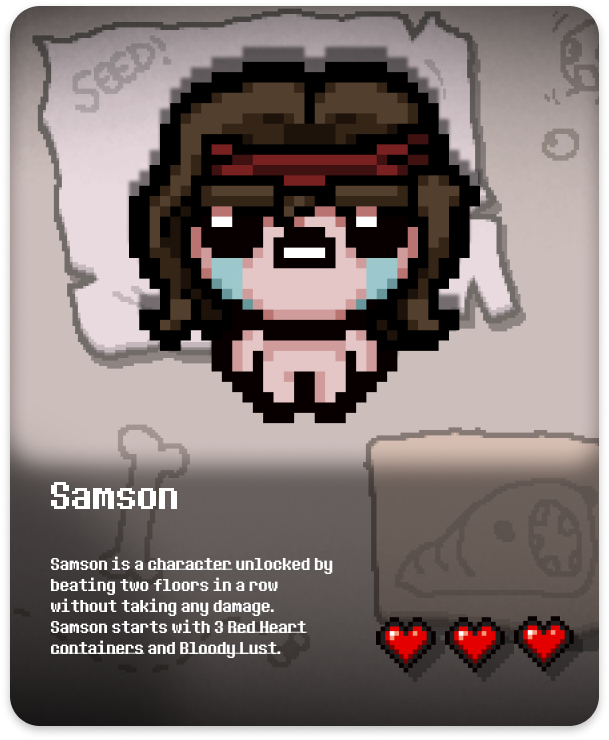 SEED!
Samson
Samson is a character unlocked by
beating two floors in a row
without taking any damage.
Samson starts with 3 Red Heart
containers and Bloody Lust.